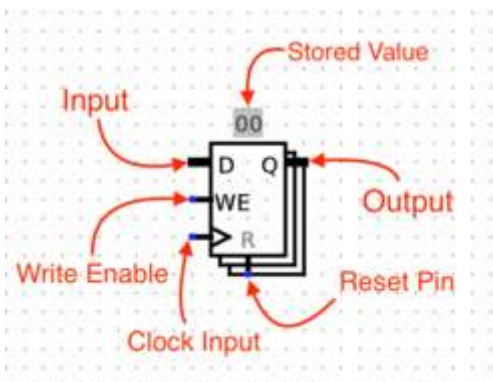 Stored Value
Input
00
D Q
WE
Output
R
Write Enable
Reset Pin
Clock Input